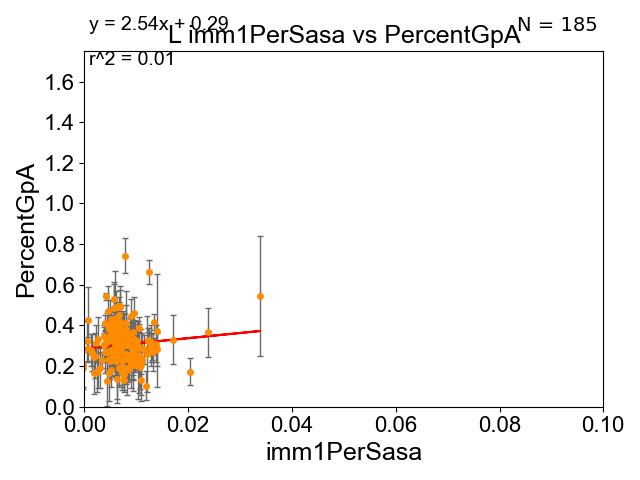 y = 2.54x + 0.29
L imm1PerSasa vs PercentGpA
N = 185
r^2 = 0.01
PercentGpA
1.6
1.4
1.2
1.0
0.8
0.6
0.4
0.2
0.0
0.00 0.02 0.04 0.06 0.08 0.10
imm1PerSasa